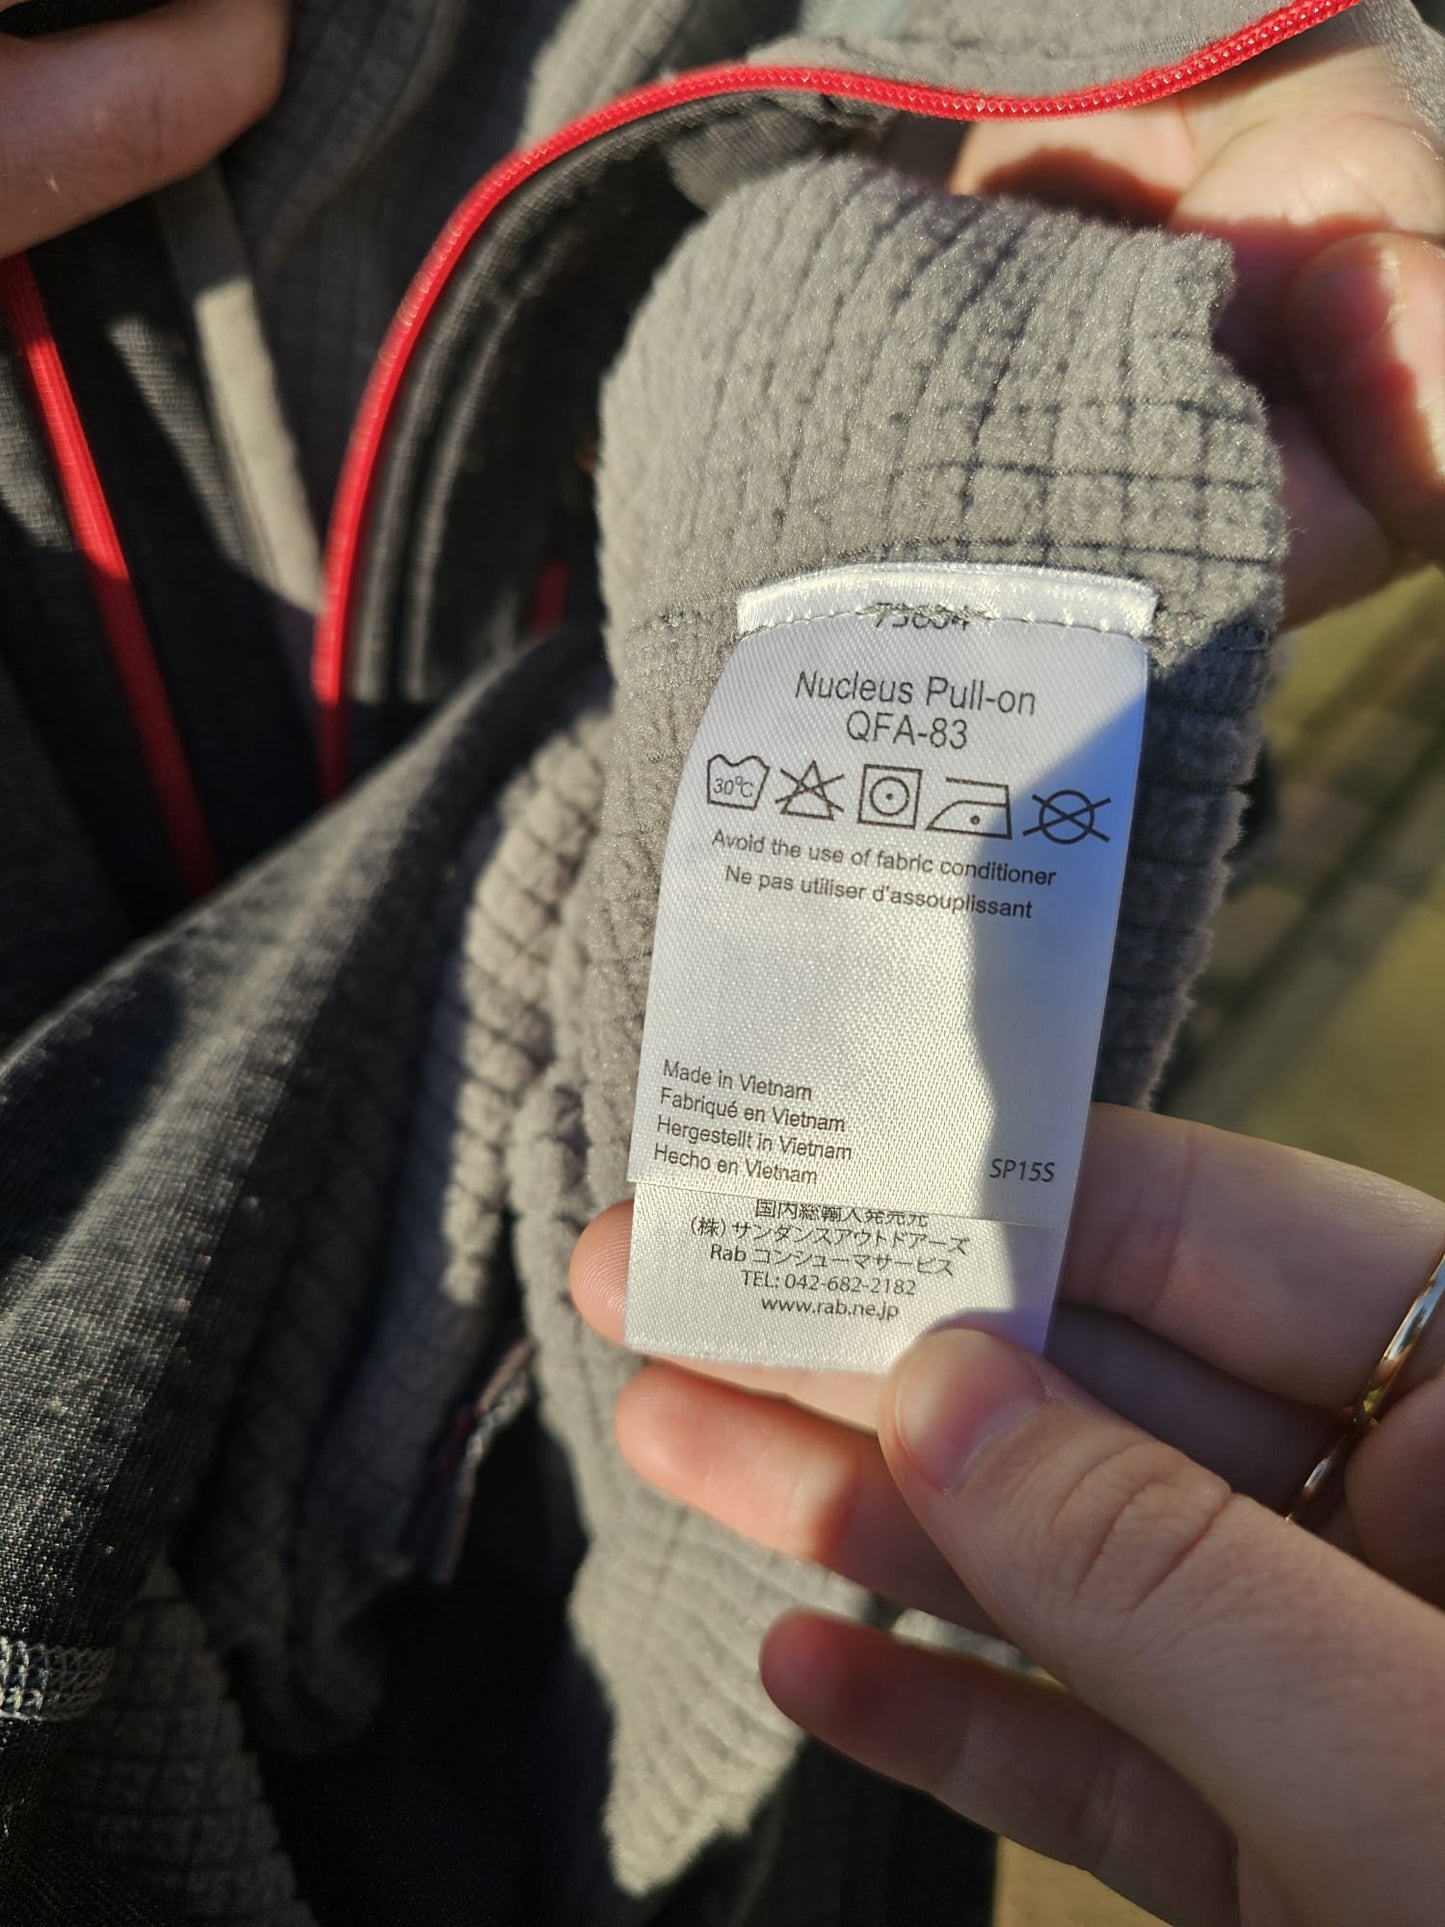 Nucleus Pull-on
QFA-83
30°C
Avoid the use of fabric conditioner
Ne pas utiliser d'assouplissant
Made in Vietnam
Fabriqué en Vietnam
Hergestellt in Vietnam
Hecho en Vietnam
SP15S
国内総輸入発売元
(株)サンダンスアウトドアーズ
Rab コンシューマサービス
TEL: 042-682-2182
www.rab.ne.jp